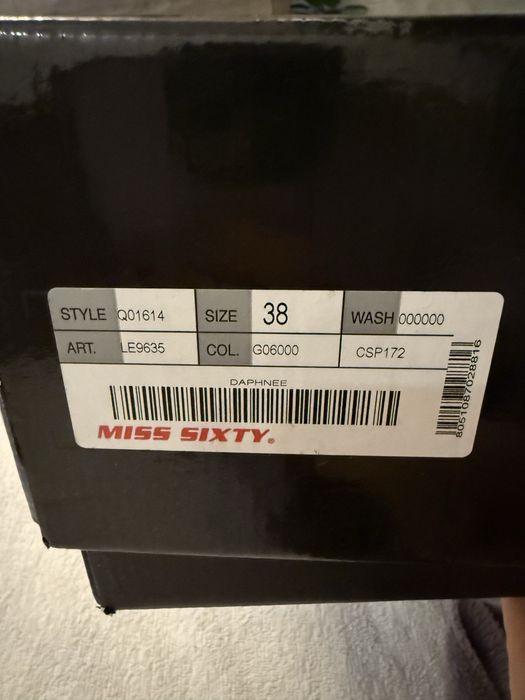 STYLE Q01614 SIZE 38 WASH 000000
ART. LE9635 COL. G06000 CSP172
DAPHNEE
MISS SIXTY®
8051087028816